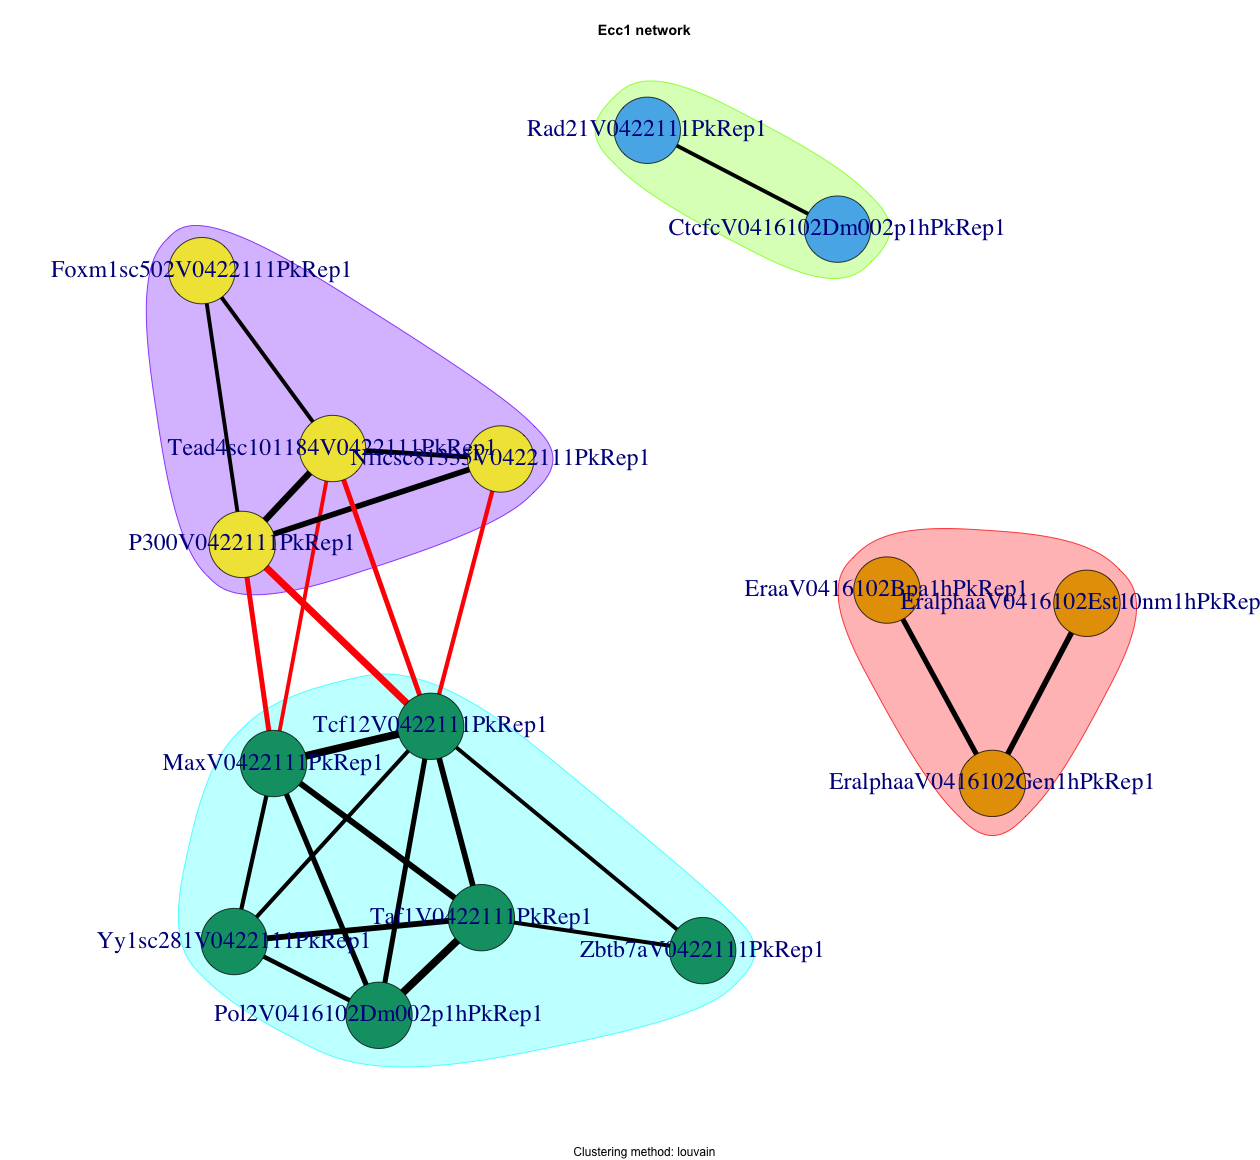 Ecc1 network
Rad21V0422111PkRep1
CtcfcV0416102Dm002p1hPkRep1
Foxm1sc502V0422111PkRep1
Tead4sc101184V0422111PkRep1
P300V0422111PkRep1
EraaV0416102Bpa1hPkRep1
EralphaaV0416102Est10nm1hPkRep
Tcf12V0422111PkRep1
MaxV0422111PkRep1
EralphaaV0416102Gen1hPkRep1
Taf1V0422111PkRep1
Yy1sc281V0422111PkRep1
Zbtb7aV0422111PkRep1
Pol2V0416102Dm002p1hPkRep1
Clustering method: louvain